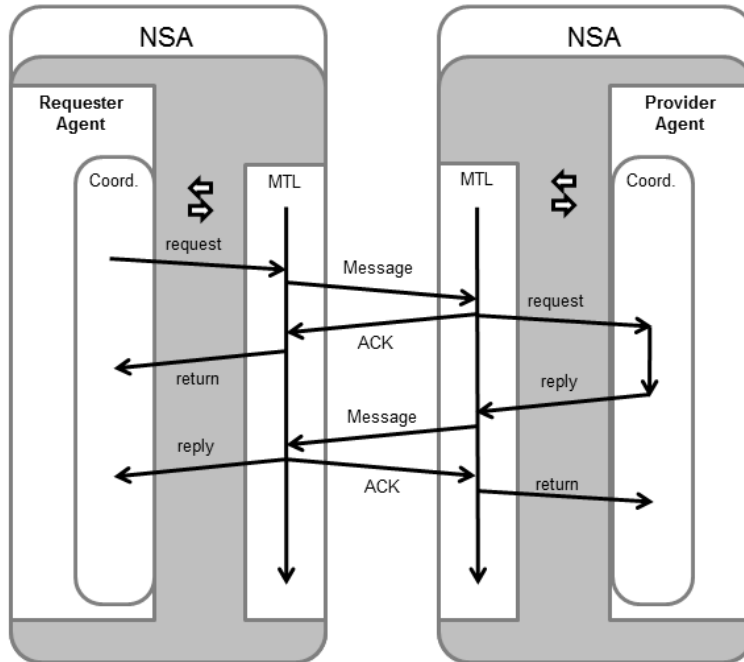 NSA
NSA
Requester
Agent
Provider
Agent
Coord.
MTL
MTL
Coord.
request
Message
request
ACK
return
reply
Message
reply
ACK
return